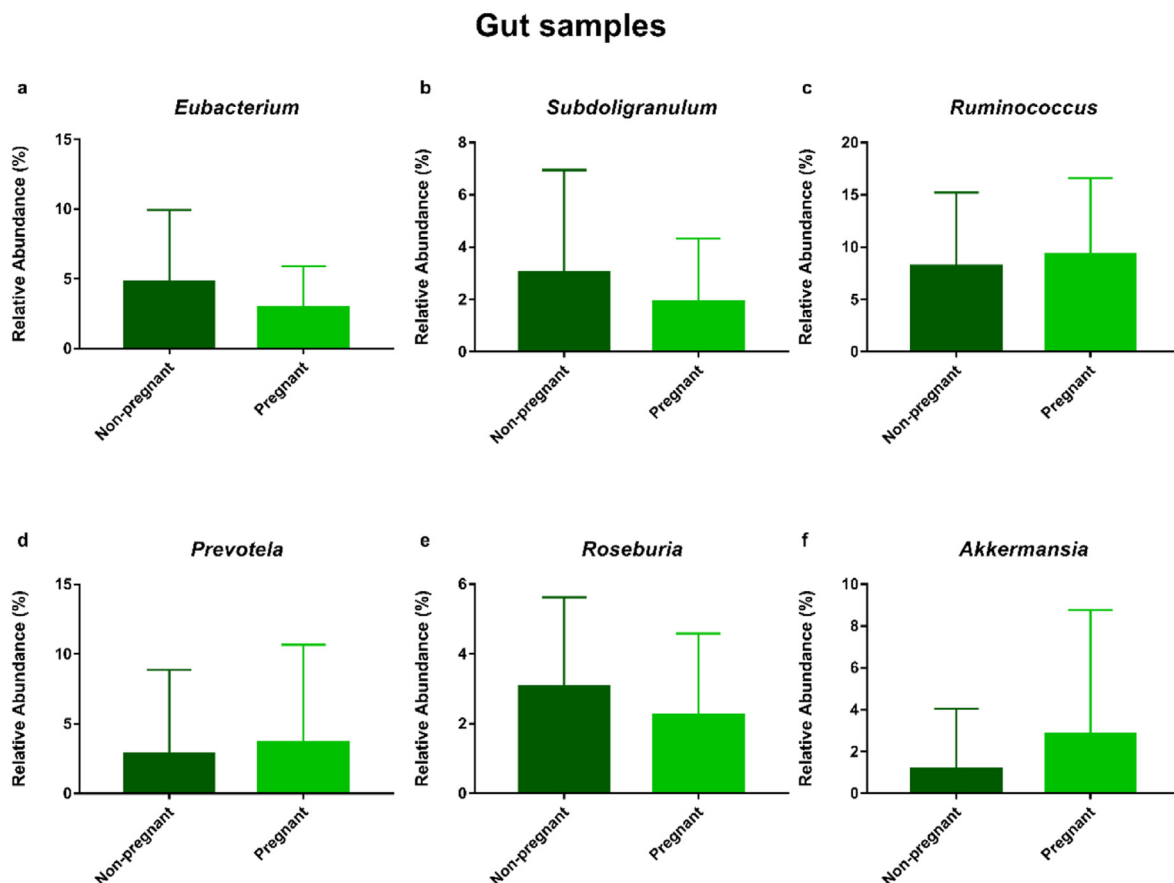 Gut samples
a
Eubacterium
Relative Abundance (%)
15
10
5
0
Non-pregnant
Pregnant
b
Subdoligranulum
Relative Abundance (%)
8
6
4
2
0
Non-pregnant
Pregnant
c
Ruminococcus
Relative Abundance (%)
20
15
10
5
0
Non-pregnant
Pregnant
d
Prevotela
Relative Abundance (%)
15
10
5
0
Non-pregnant
Pregnant
e
Roseburia
Relative Abundance (%)
6
4
2
0
Non-pregnant
Pregnant
f
Akkermansia
Relative Abundance (%)
10
8
6
4
2
0
Non-pregnant
Pregnant